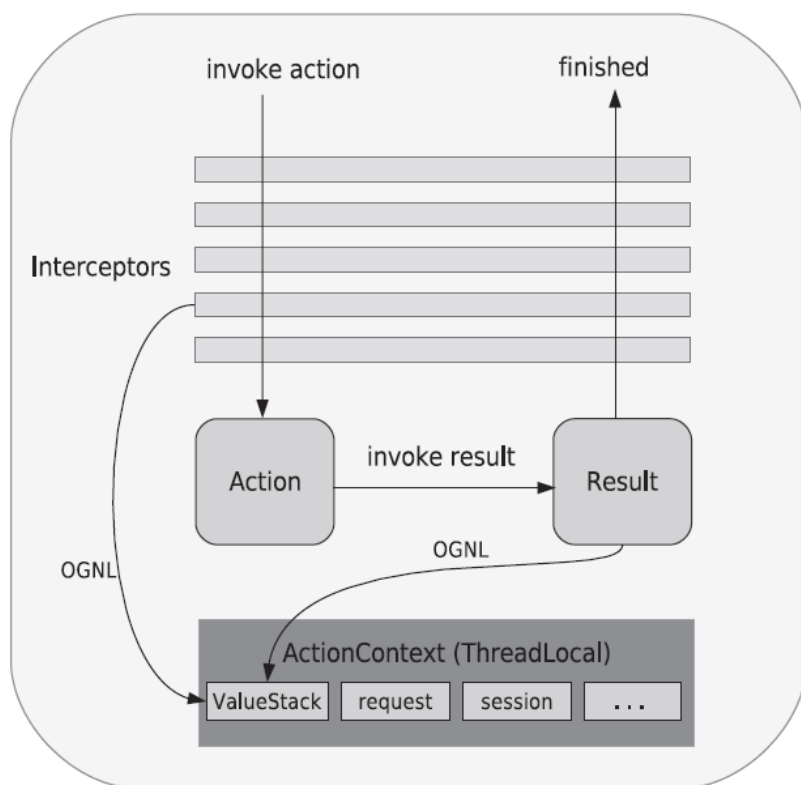 invoke action
finished
Interceptors
Action
invoke result
Result
OGNL
OGNL
ActionContext (ThreadLocal)
ValueStack
request
session
...